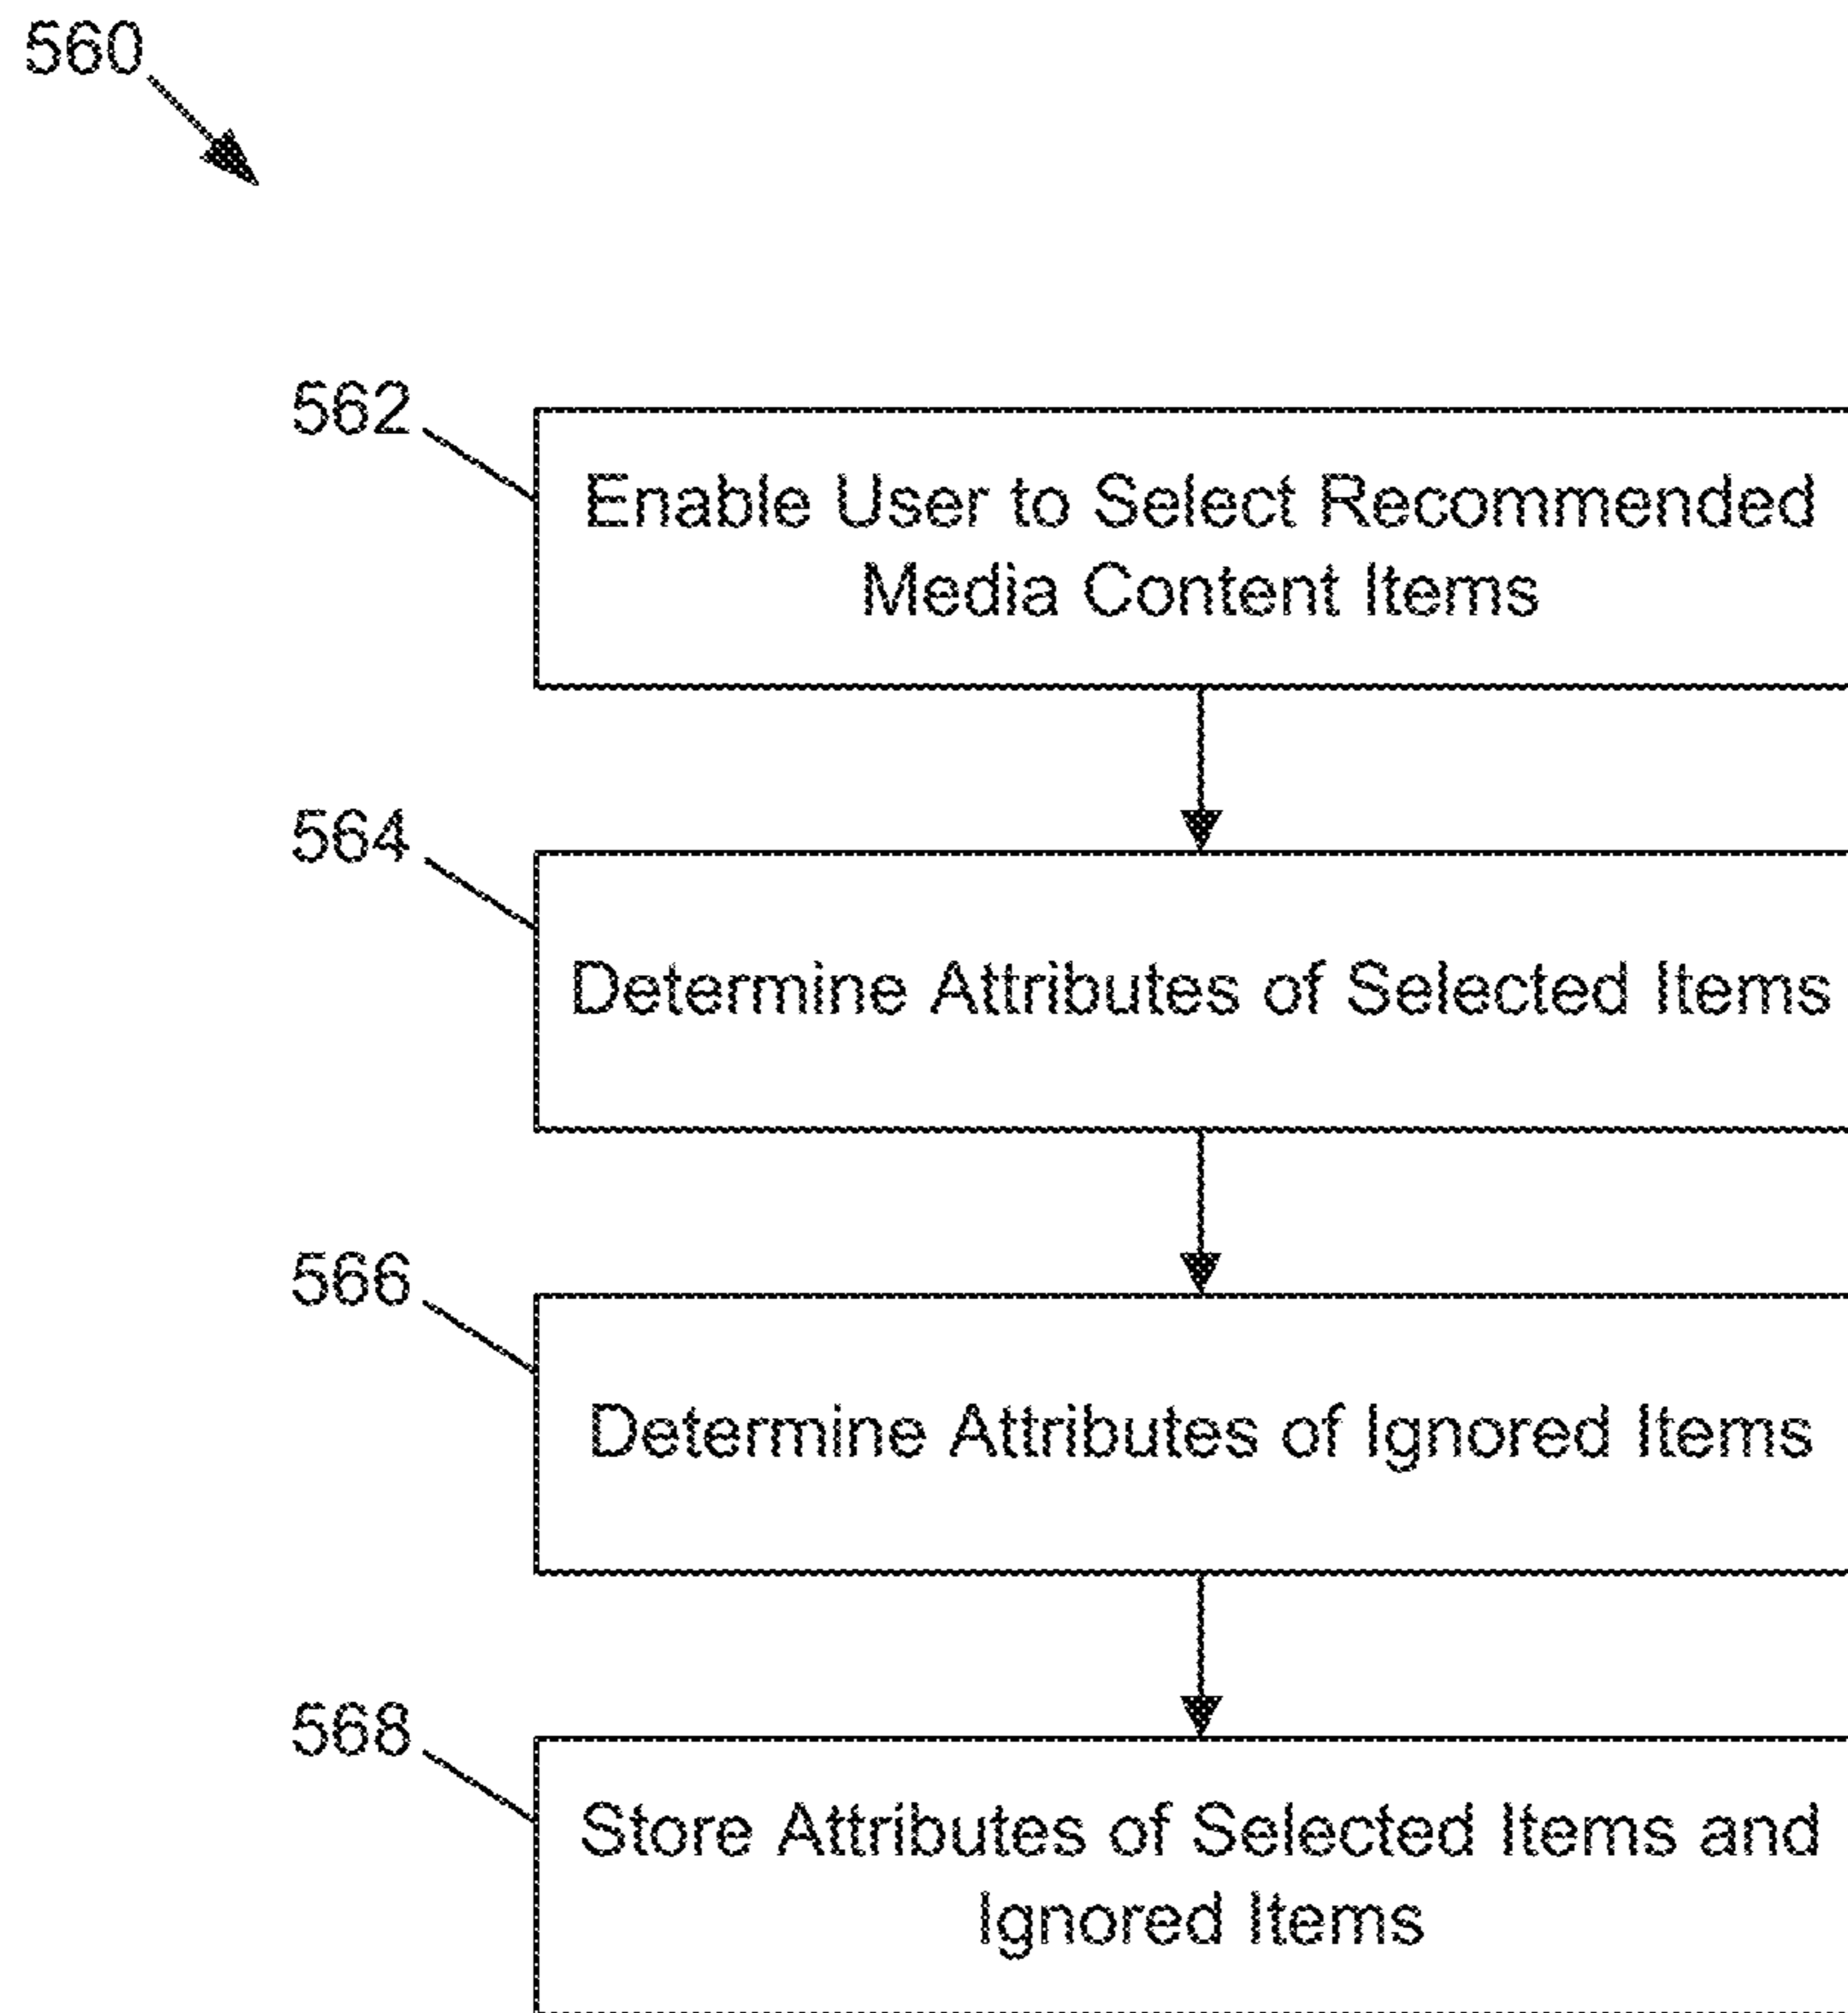 560
562
Enable User to Select Recommended
Media Content Items
564
Determine Attributes of Selected Items
566
Determine Attributes of Ignored Items
568
Store Attributes of Selected Items and
Ignored Items